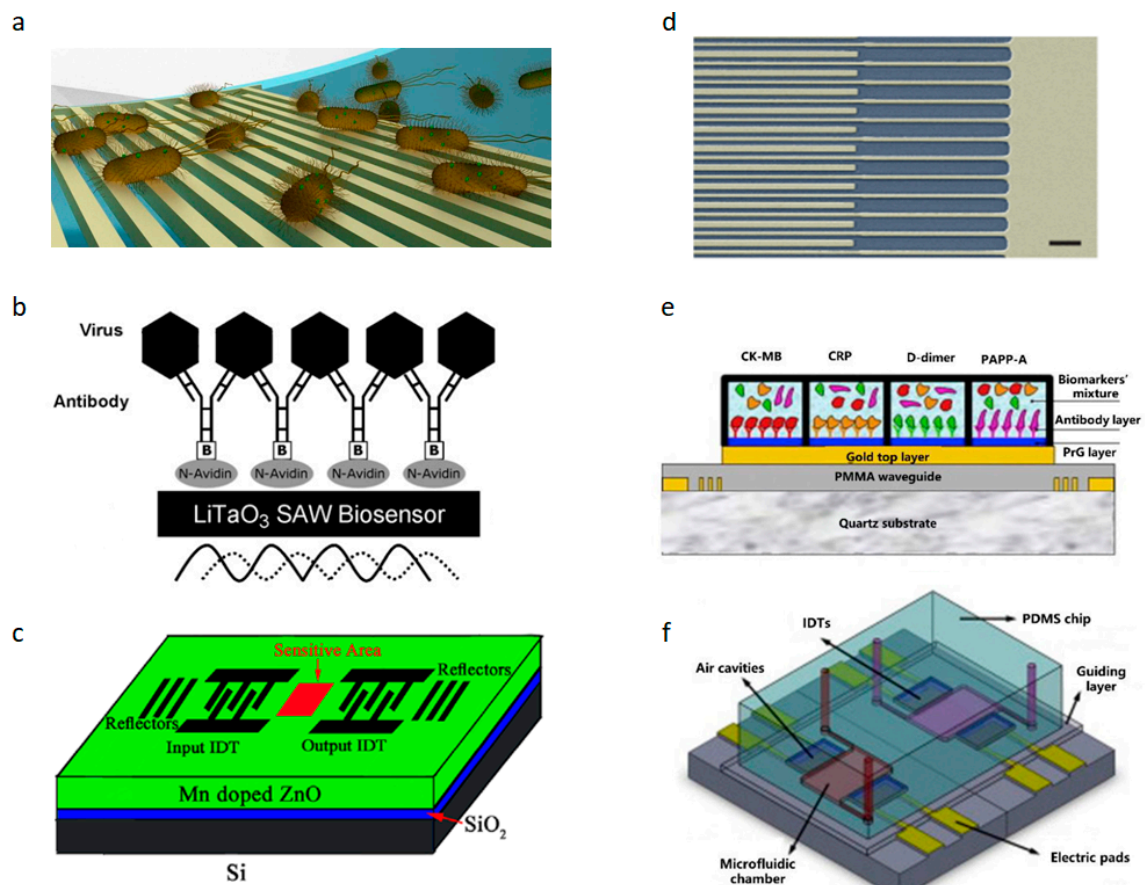 a
b
Virus
Antibody
B B B B
N-Avidin N-Avidin N-Avidin N-Avidin
LiTaO₃ SAW Biosensor
c
Sensitive Area
Reflectors
Reflectors
Input IDT
Output IDT
Mn doped ZnO
SiO₂
Si
d
e
CK-MB CRP D-dimer PAPP-A
Biomarkers'
mixture
Antibody layer
PrG layer
Gold top layer
PMMA waveguide
Quartz substrate
f
IDTs
PDMS chip
Air cavities
Guiding
layer
Microfluidic
chamber
Electric pads